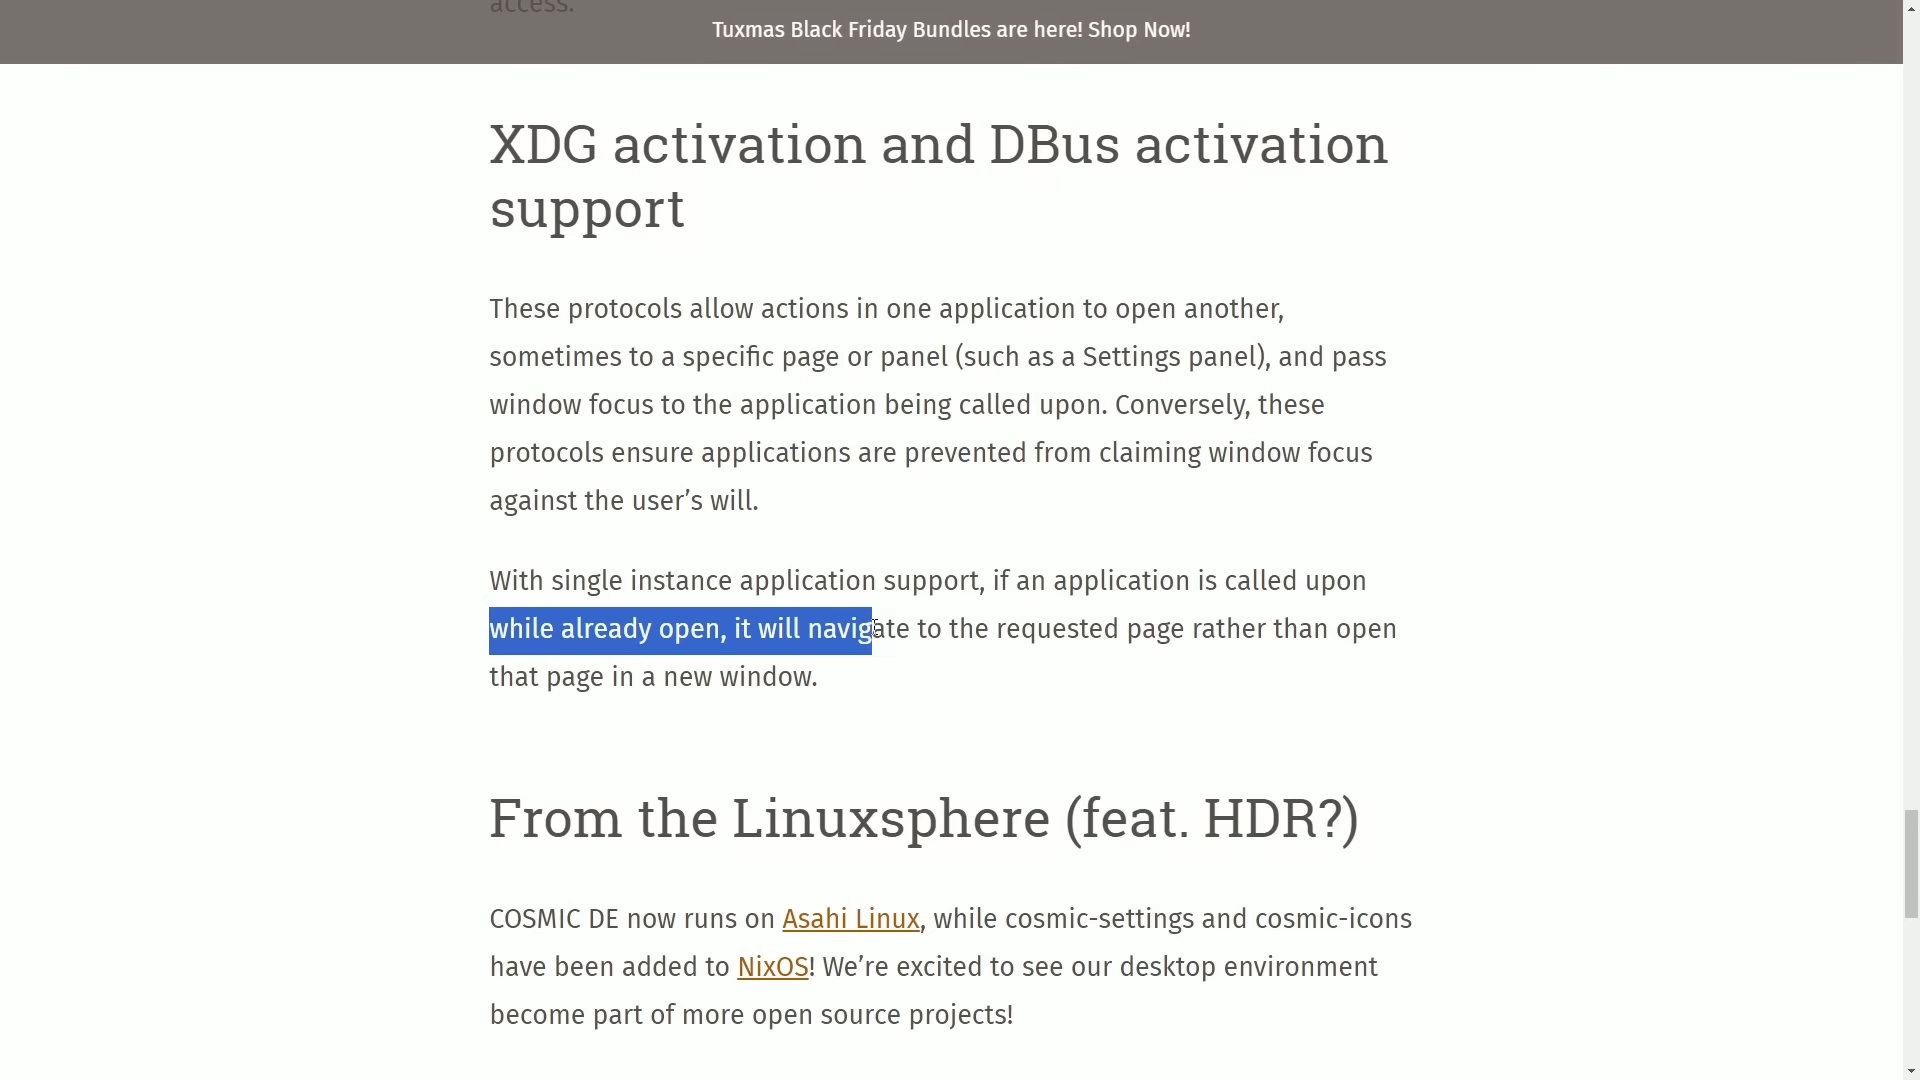 access.
Tuxmas Black Friday Bundles are here! Shop Now!
XDG activation and DBus activation
support
These protocols allow actions in one application to open another,
sometimes to a specific page or panel (such as a Settings panel), and pass
window focus to the application being called upon. Conversely, these
protocols ensure applications are prevented from claiming window focus
against the user’s will.
With single instance application support, if an application is called upon
while already open, it will navigate to the requested page rather than open
that page in a new window.
From the Linuxsphere (feat. HDR?)
COSMIC DE now runs on Asahi Linux, while cosmic-settings and cosmic-icons
have been added to NixOS! We’re excited to see our desktop environment
become part of more open source projects!